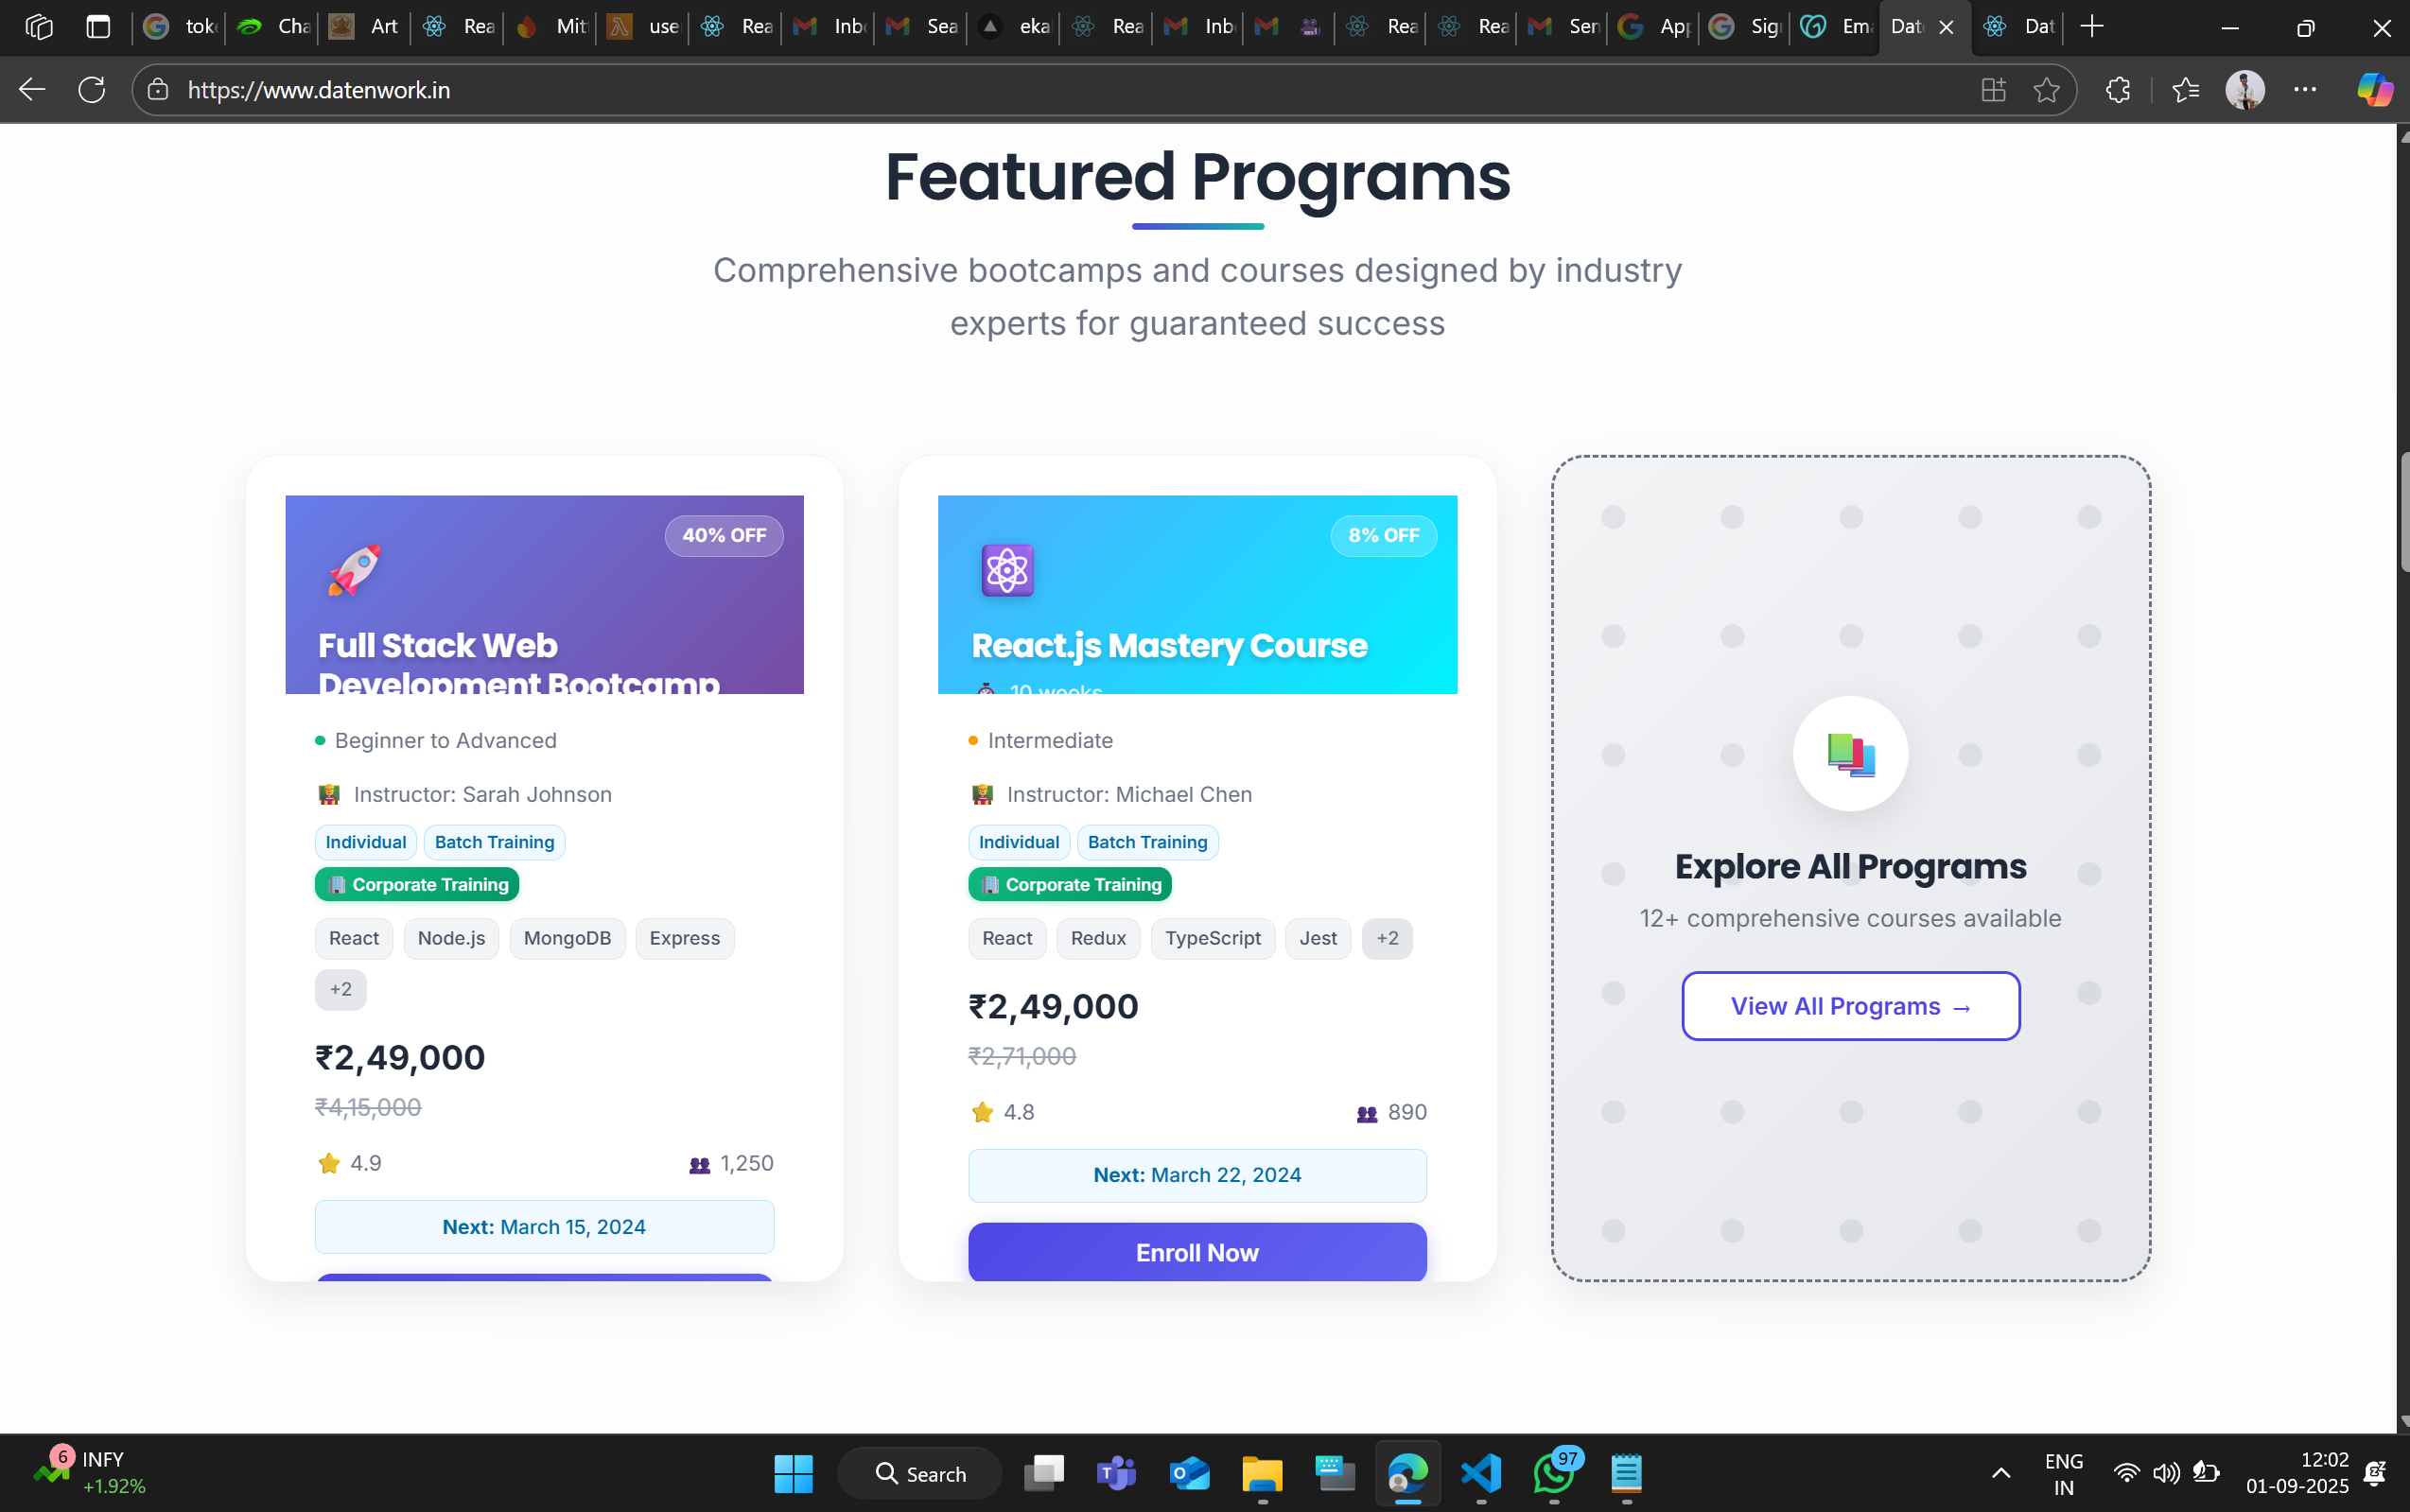 tok
Cha
Art
Rea
Mit
use
Rea
Inb
Sea
eka
Rea
Inb
Rea
Rea
Sen
App
Sig
Ema
Dat
Dat
https://www.datenwork.in
Featured Programs
Comprehensive bootcamps and courses designed by industry
experts for guaranteed success
40% OFF
Full Stack Web
Development Bootcamp
Beginner to Advanced
Instructor: Sarah Johnson
Individual
Batch Training
Corporate Training
React
Node.js
MongoDB
Express
+2
₹2,49,000
₹4,15,000
4.9
1,250
Next: March 15, 2024
8% OFF
React.js Mastery Course
10 weeks
Intermediate
Instructor: Michael Chen
Individual
Batch Training
Corporate Training
React
Redux
TypeScript
Jest
+2
₹2,49,000
₹2,71,000
4.8
890
Next: March 22, 2024
Enroll Now
Explore All Programs
12+ comprehensive courses available
View All Programs →
6
INFY
+1.92%
Search
97
ENG
IN
12:02
01-09-2025